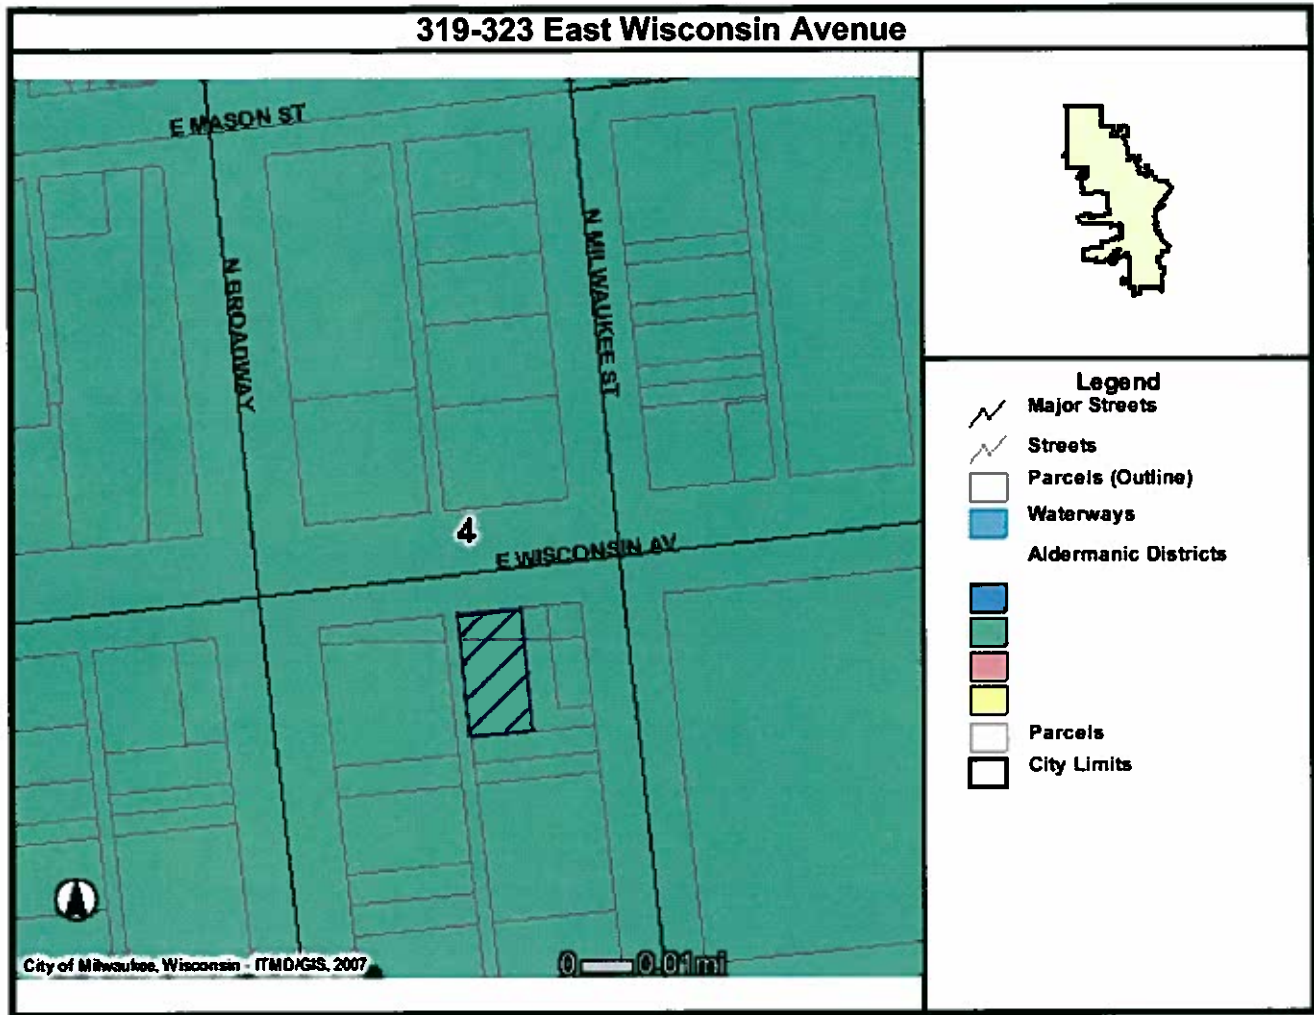 319-323 East Wisconsin Avenue
E MASON ST
N BROADWAY
N MILWAUKEE ST
4
E WISCONSIN AV
City of Milwaukee, Wisconsin - ITMD/GIS, 2007
0 0.01mi
Legend
Major Streets
Streets
Parcels (Outline)
Waterways
Aldermanic Districts
Parcels
City Limits